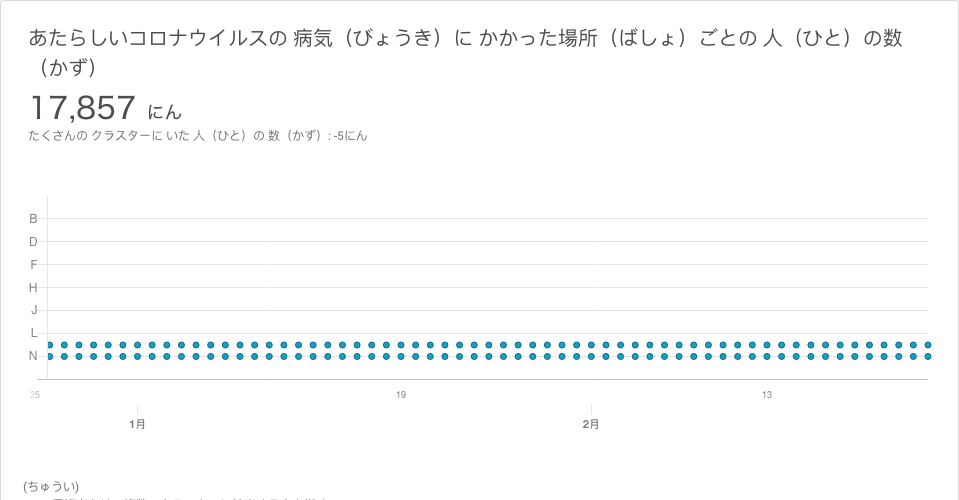 あたらしいコロナウイルスの 病気（びょうき）に かかった場所（ばしょ）ごとの 人（ひと）の数
（かず）
17,857 にん
たくさんの クラスターに いた 人（ひと）の 数（かず）: -5にん
B
D
F
H
J
L
N
25
19
13
1月
2月
(ちゅうい)